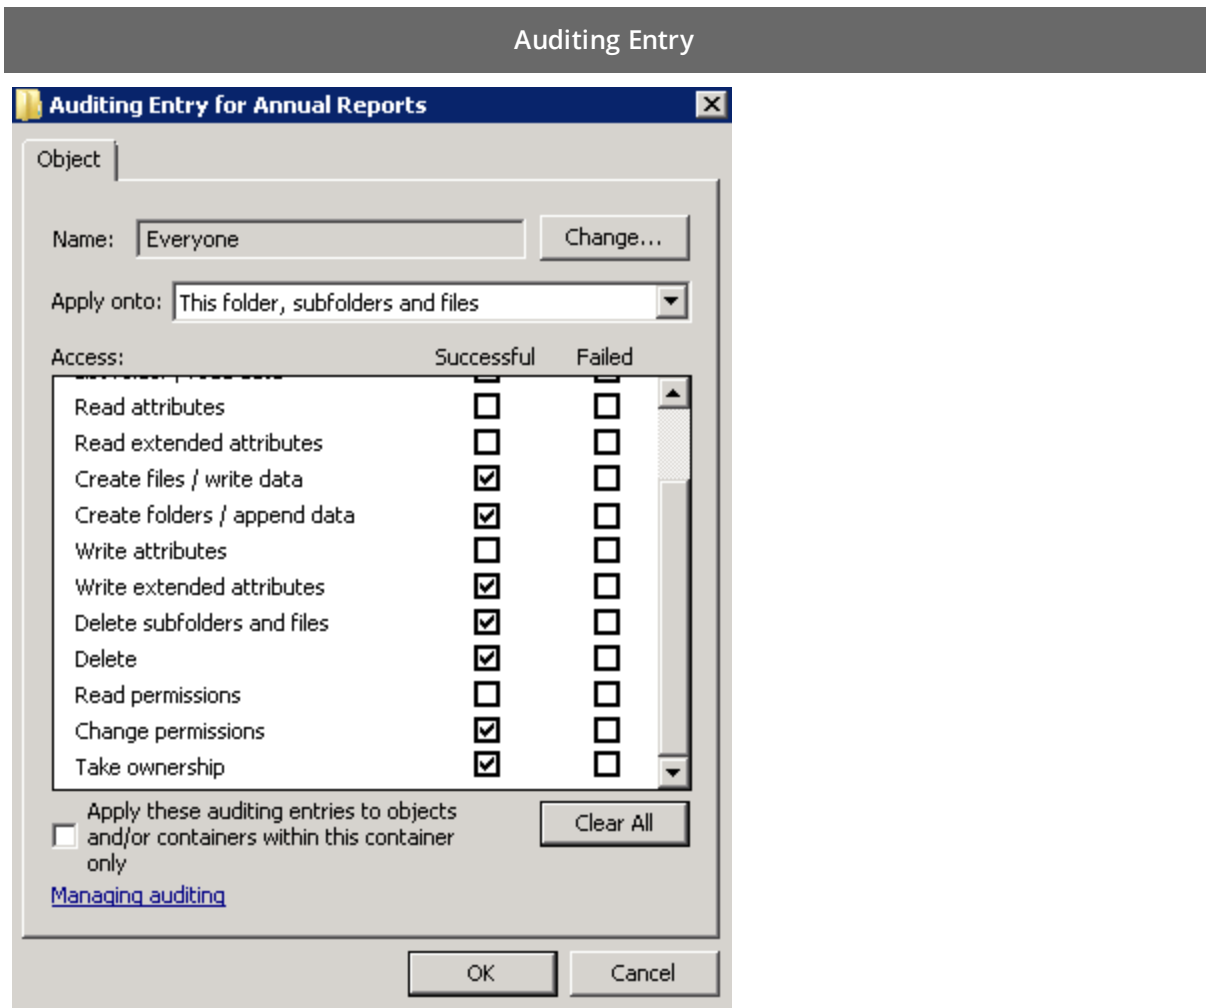 Auditing Entry
Auditing Entry for Annual Reports
Object
Name: Everyone Change...
Apply onto: This folder, subfolders and files
Access: Successful Failed
Read attributes
Read extended attributes
Create files / write data
Create folders / append data
Write attributes
Write extended attributes
Delete subfolders and files
Delete
Read permissions
Change permissions
Take ownership
Apply these auditing entries to objects
and/or containers within this container
only
Clear All
Managing auditing
OK Cancel